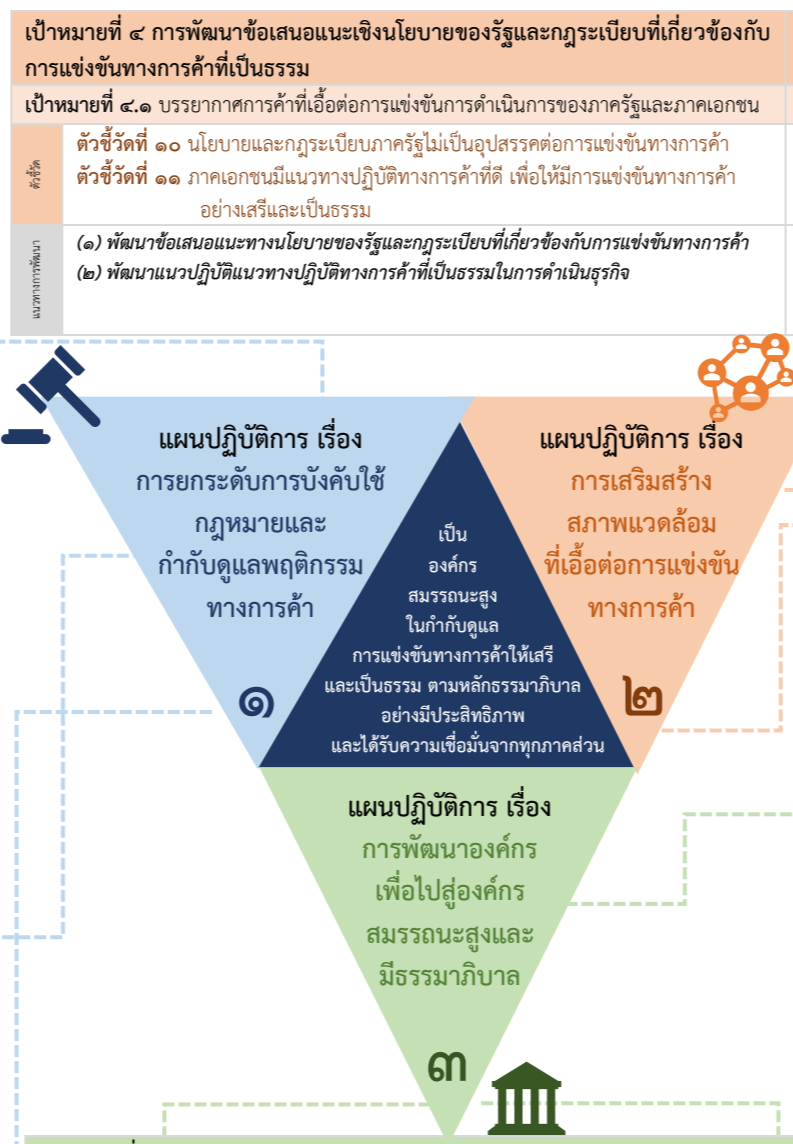 เป้าหมายที่ ๔ การพัฒนาข้อเสนอแนะเชิงนโยบายของรัฐและกฎระเบียบที่เกี่ยวข้องกับ
การแข่งขันทางการค้าที่เป็นธรรม
เป้าหมายที่ ๔.๑ บรรยากาศการค้าที่เอื้อต่อการแข่งขันการดำเนินการของภาครัฐและภาคเอกชน
ตัวชี้วัด
ตัวชี้วัดที่ ๑๐ นโยบายและกฎระเบียบภาครัฐไม่เป็นอุปสรรคต่อการแข่งขันทางการค้า
ตัวชี้วัดที่ ๑๑ ภาคเอกชนมีแนวทางปฏิบัติทางการค้าที่ดี เพื่อให้มีการแข่งขันทางการค้า
อย่างเสรีและเป็นธรรม
แนวทางการพัฒนา
(๑) พัฒนาข้อเสนอแนะทางนโยบายของรัฐและกฎระเบียบที่เกี่ยวข้องกับการแข่งขันทางการค้า
(๒) พัฒนาแนวปฏิบัติแนวทางปฏิบัติทางการค้าที่เป็นธรรมในการดำเนินธุรกิจ
แผนปฏิบัติการ เรื่อง
การยกระดับการบังคับใช้
กฎหมายและ
กำกับดูแลพฤติกรรม
ทางการค้า
๑
แผนปฏิบัติการ เรื่อง
การเสริมสร้าง
สภาพแวดล้อม
ที่เอื้อต่อการแข่งขัน
ทางการค้า
๒
เป็น
องค์กร
สมรรถนะสูง
ในกำกับดูแล
การแข่งขันทางการค้าให้เสรี
และเป็นธรรม ตามหลักธรรมาภิบาล
อย่างมีประสิทธิภาพ
และได้รับความเชื่อมั่นจากทุกภาคส่วน
แผนปฏิบัติการ เรื่อง
การพัฒนาองค์กร
เพื่อไปสู่องค์กร
สมรรถนะสูงและ
มีธรรมาภิบาล
๓